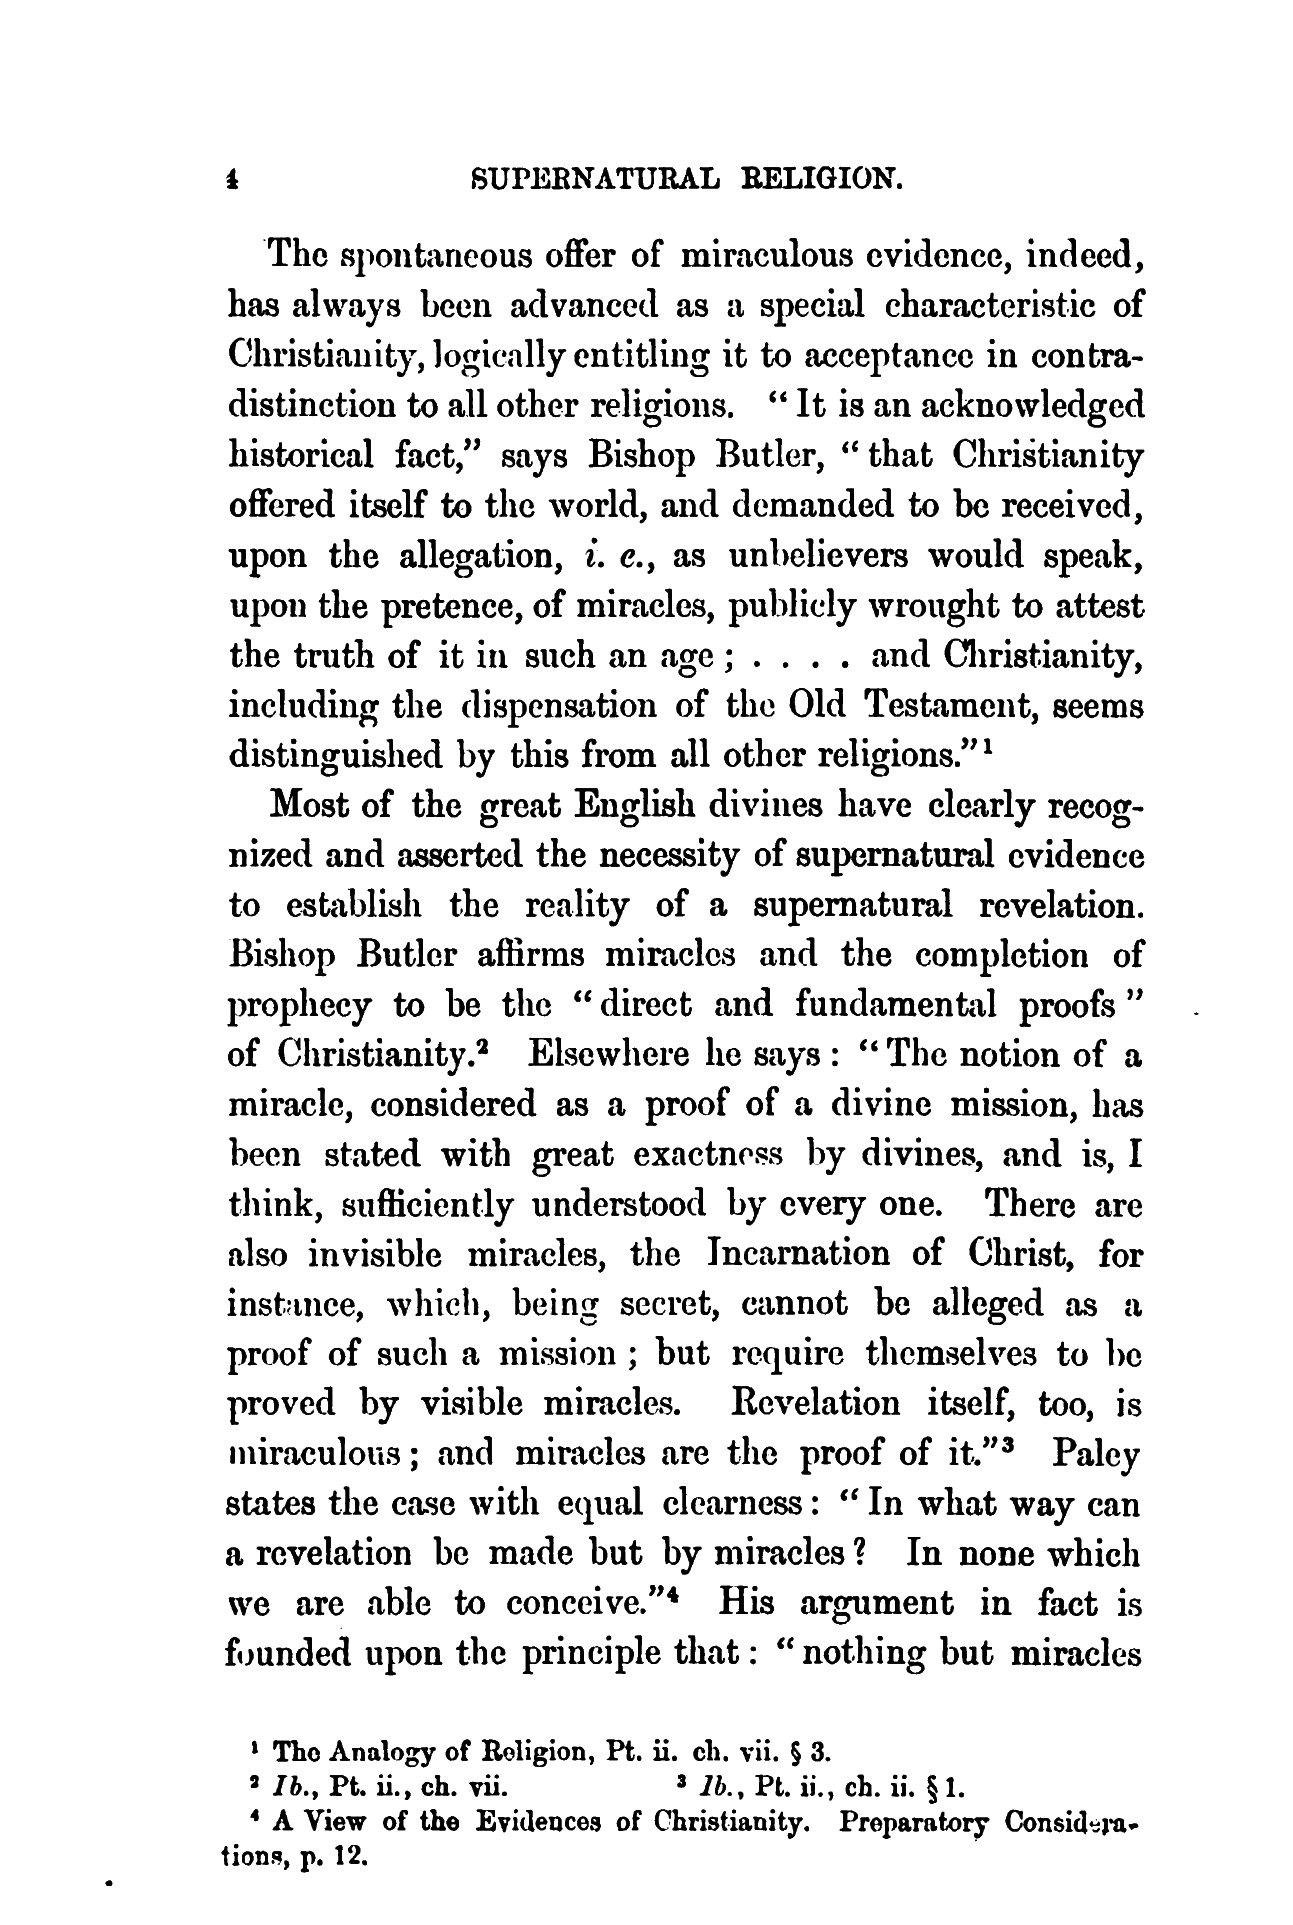 4 SUPERNATURAL RELIGION.
The spontaneous offer of miraculous evidence, indeed,
has always been advanced as a special characteristic of
Christianity, logically entitling it to acceptance in contra-
distinction to all other religions. “ It is an acknowledged
historical fact,” says Bishop Butler, “ that Christianity
offered itself to the world, and demanded to be received,
upon the allegation, i. e., as unbelievers would speak,
upon the pretence, of miracles, publicly wrought to attest
the truth of it in such an age ; . . . . and Christianity,
including the dispensation of the Old Testament, seems
distinguished by this from all other religions.”¹
Most of the great English divines have clearly recog-
nized and asserted the necessity of supernatural evidence
to establish the reality of a supernatural revelation.
Bishop Butler affirms miracles and the completion of
prophecy to be the “ direct and fundamental proofs ”
of Christianity.² Elsewhere he says : “ The notion of a
miracle, considered as a proof of a divine mission, has
been stated with great exactness by divines, and is, I
think, sufficiently understood by every one. There are
also invisible miracles, the Incarnation of Christ, for
instance, which, being secret, cannot be alleged as a
proof of such a mission ; but require themselves to be
proved by visible miracles. Revelation itself, too, is
miraculous ; and miracles are the proof of it.”³ Paley
states the case with equal clearness : “ In what way can
a revelation be made but by miracles ? In none which
we are able to conceive.”⁴ His argument in fact is
founded upon the principle that : “ nothing but miracles
¹ The Analogy of Religion, Pt. ii. ch. vii. § 3.
² Ib., Pt. ii., ch. vii. ³ Ib., Pt. ii., ch. ii. § 1.
⁴ A View of the Evidences of Christianity. Preparatory Considera-
tions, p. 12.